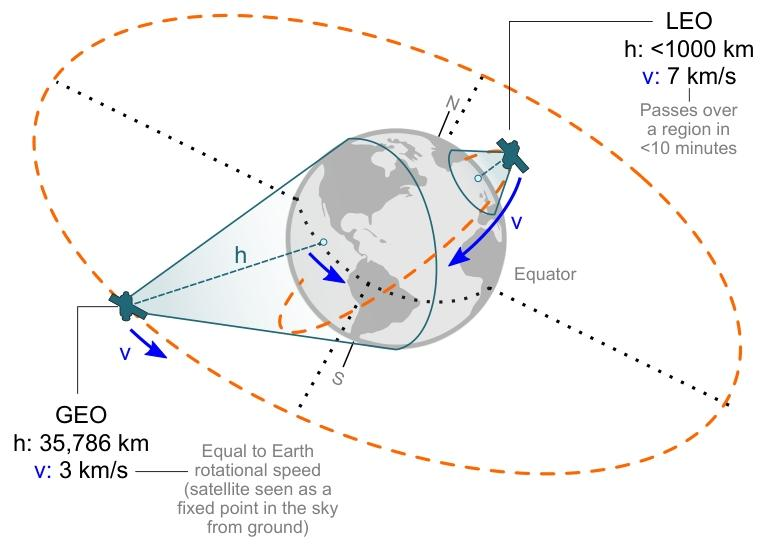 LEO
h: <1000 km
v: 7 km/s
Passes over
a region in
<10 minutes
N
v
h
Equator
v
S
GEO
h: 35,786 km
v: 3 km/s
Equal to Earth
rotational speed
(satellite seen as a
fixed point in the sky
from ground)